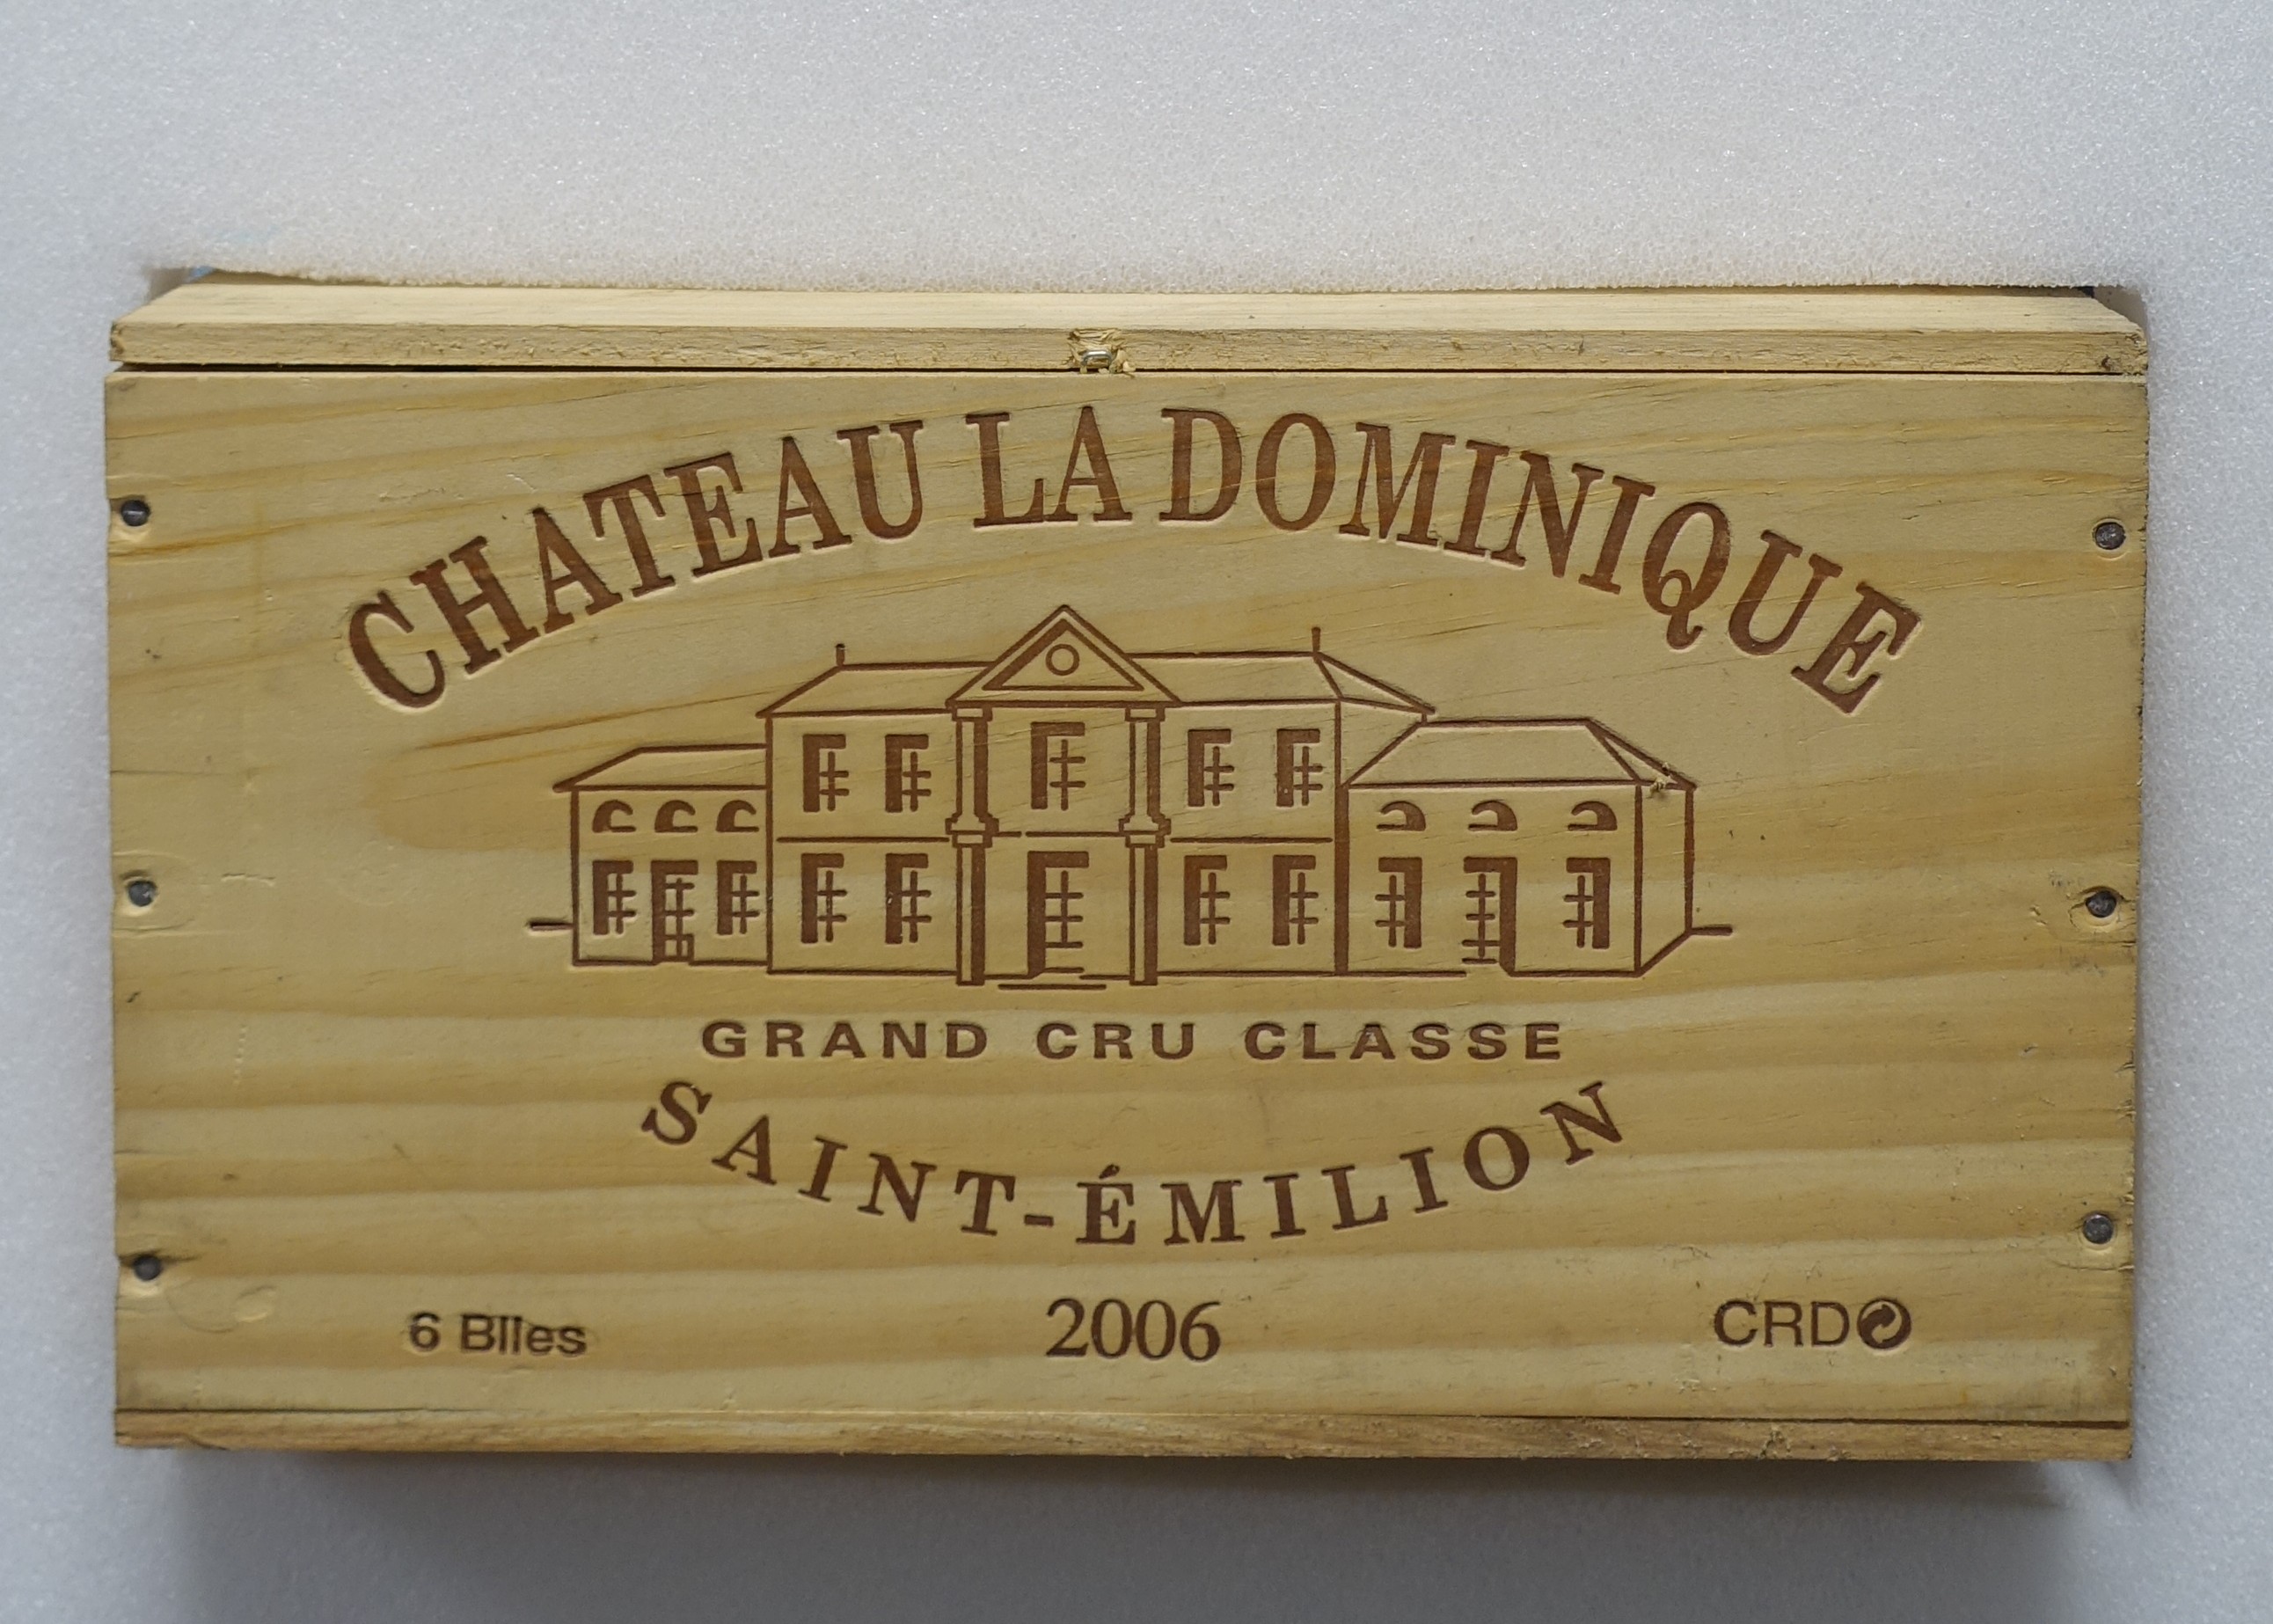 CHATEAU LA DOMINIQUE
GRAND CRU CLASSE
SAINT-ÉMILION
6 Blles 2006 CRD